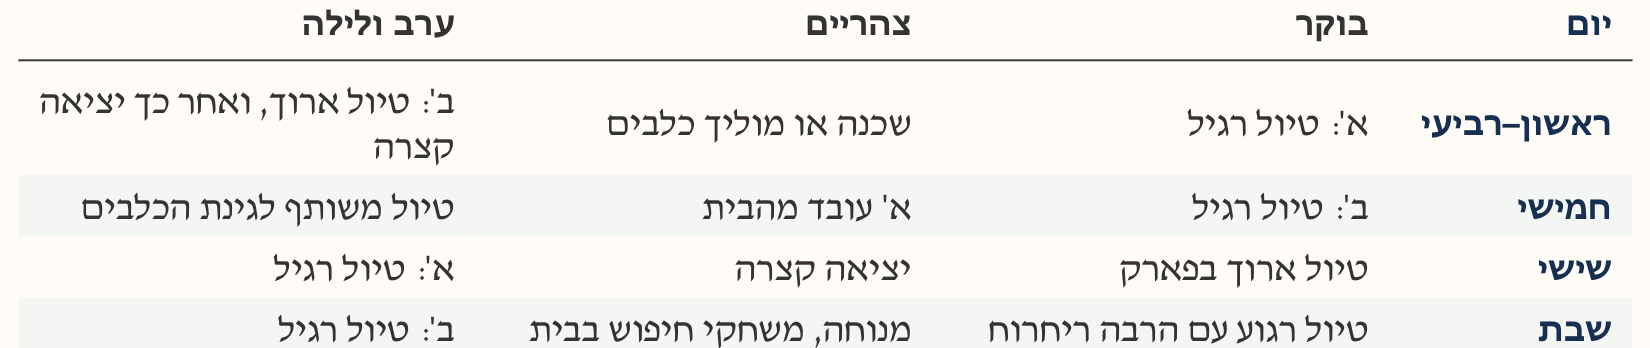 יום בוקר צהריים ערב ולילה
ראשון–רביעי א': טיול רגיל שכנה או מוליך כלבים ב': טיול ארוך, ואחר כך יציאה
קצרה
חמישי ב': טיול רגיל א' עובד מהבית טיול משותף לגינת הכלבים
שישי טיול ארוך בפארק יציאה קצרה א': טיול רגיל
שבת טיול רגוע עם הרבה ריחרוח מנוחה, משחקי חיפוש בבית ב': טיול רגיל